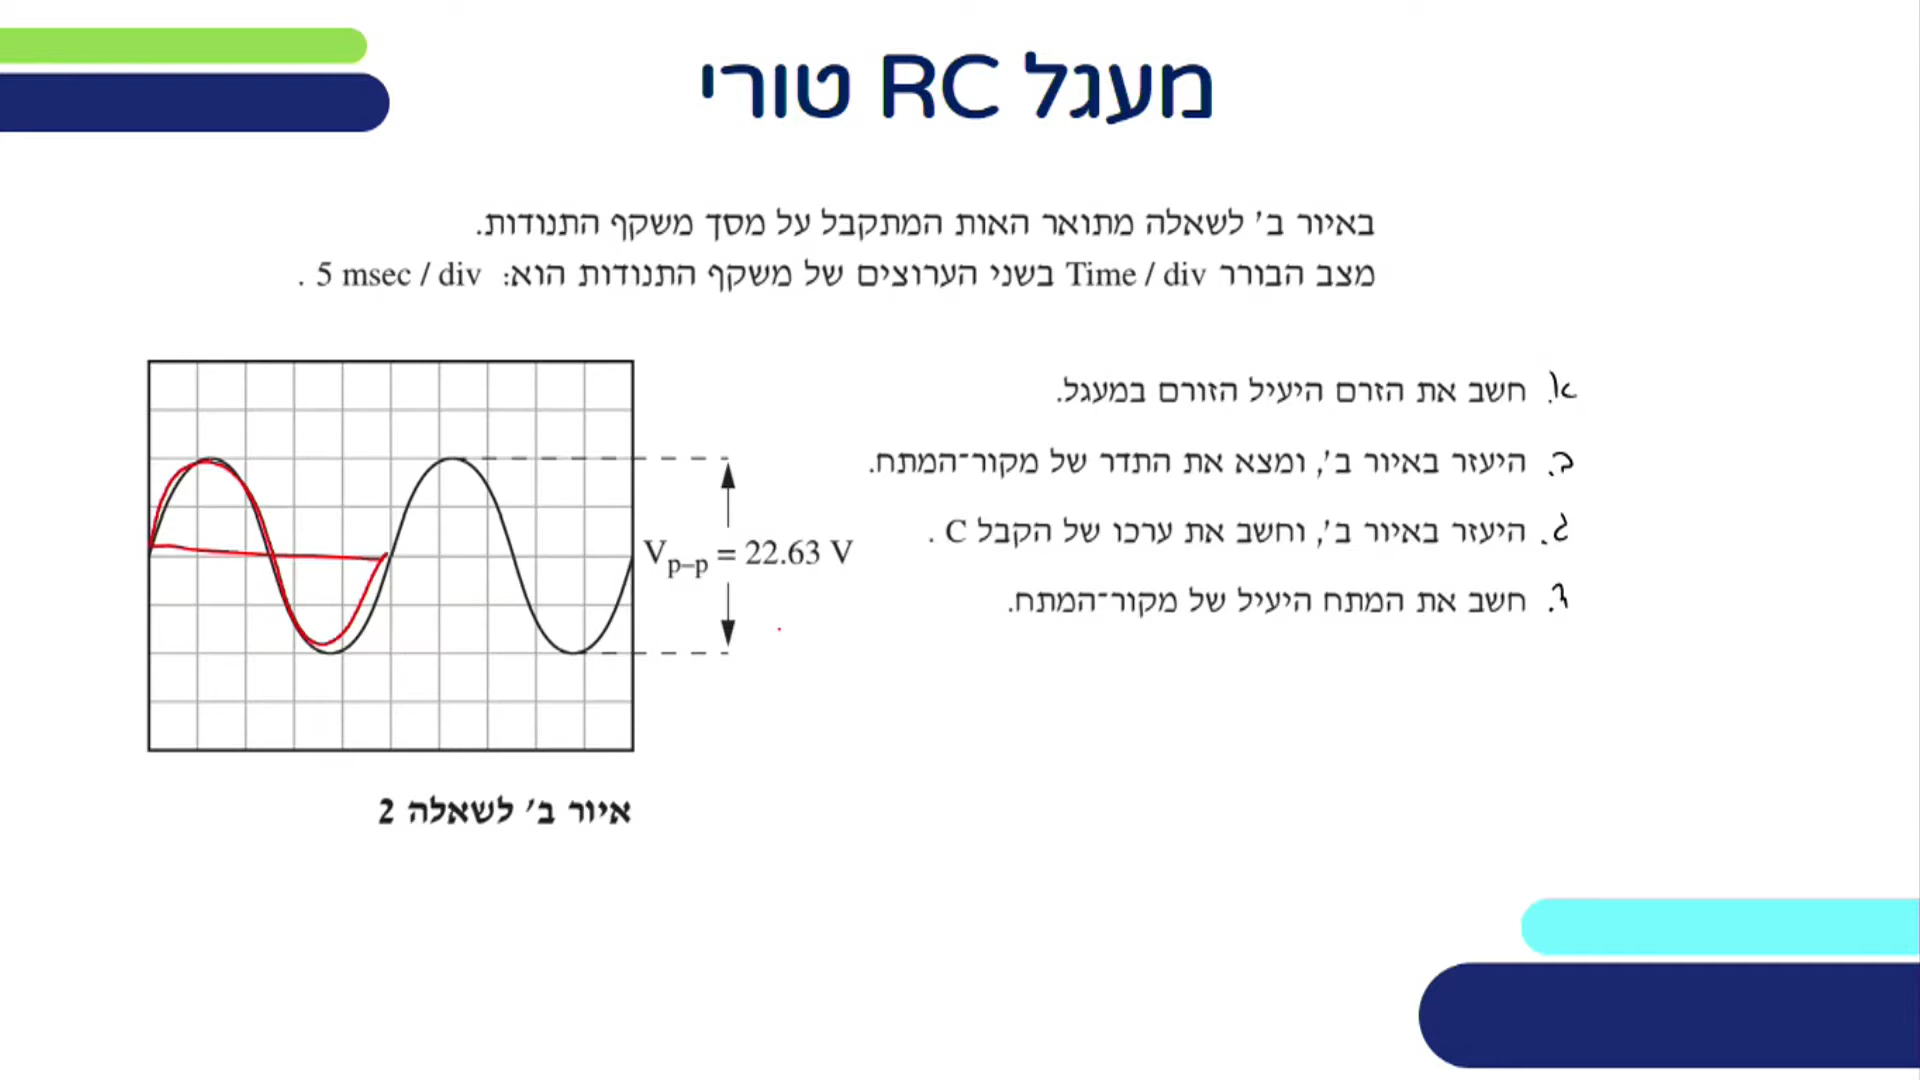 מעגל RC טורי
באיור ב' לשאלה מתואר האות המתקבל על מסך משקף התנודות.
מצב הבורר Time / div בשני הערוצים של משקף התנודות הוא: 5 msec / div .
א. חשב את הזרם היעיל הזורם במעגל.
ב. היעזר באיור ב', ומצא את התדר של מקור־המתח.
ג. היעזר באיור ב', וחשב את ערכו של הקבל C .
ד. חשב את המתח היעיל של מקור־המתח.
Vp–p = 22.63 V
איור ב' לשאלה 2